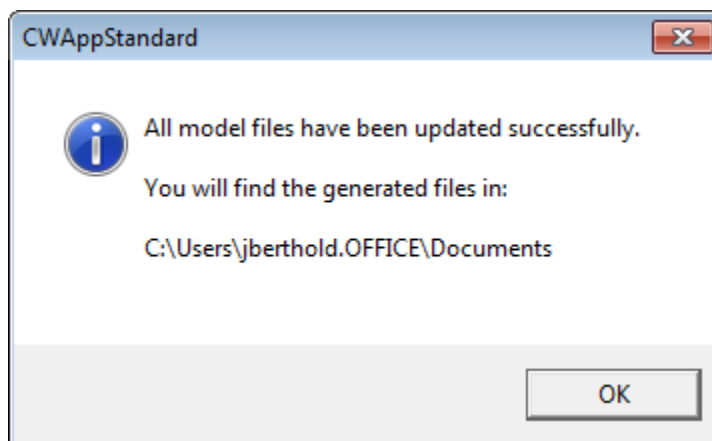 CWAppStandard
All model files have been updated successfully.
You will find the generated files in:
C:\Users\jberthold.OFFICE\Documents
OK